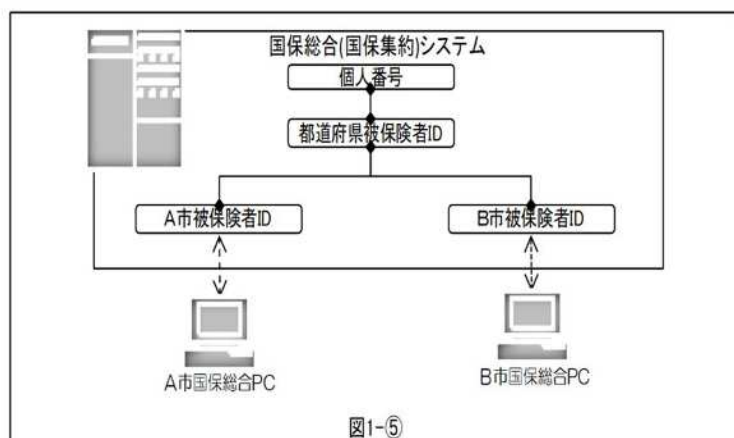 国保総合(国保集約)システム
個人番号
都道府県被保険者ID
A市被保険者ID
B市被保険者ID
A市国保総合PC
B市国保総合PC
図1-⑤